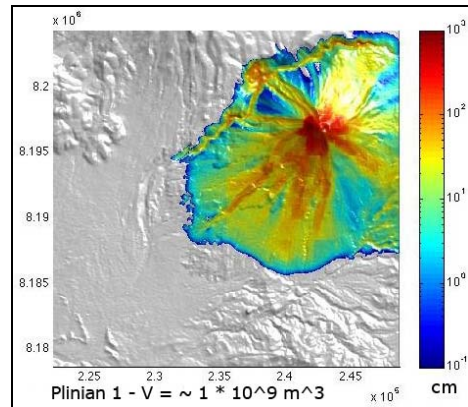 x 10^6
10^3
8.2
10^2
8.195
10^1
8.19
10^0
8.185
8.18
10^-1
2.25 2.3 2.35 2.4 2.45
cm
Plinian 1 - V = ~ 1 * 10^9 m^3
x 10^6